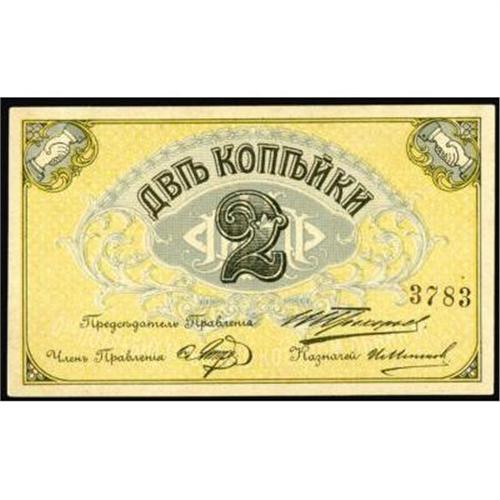 ДВѢ КОПѢЙКИ
2
3783
Предсѣдатель Правленія
Членъ Правленія Казначей